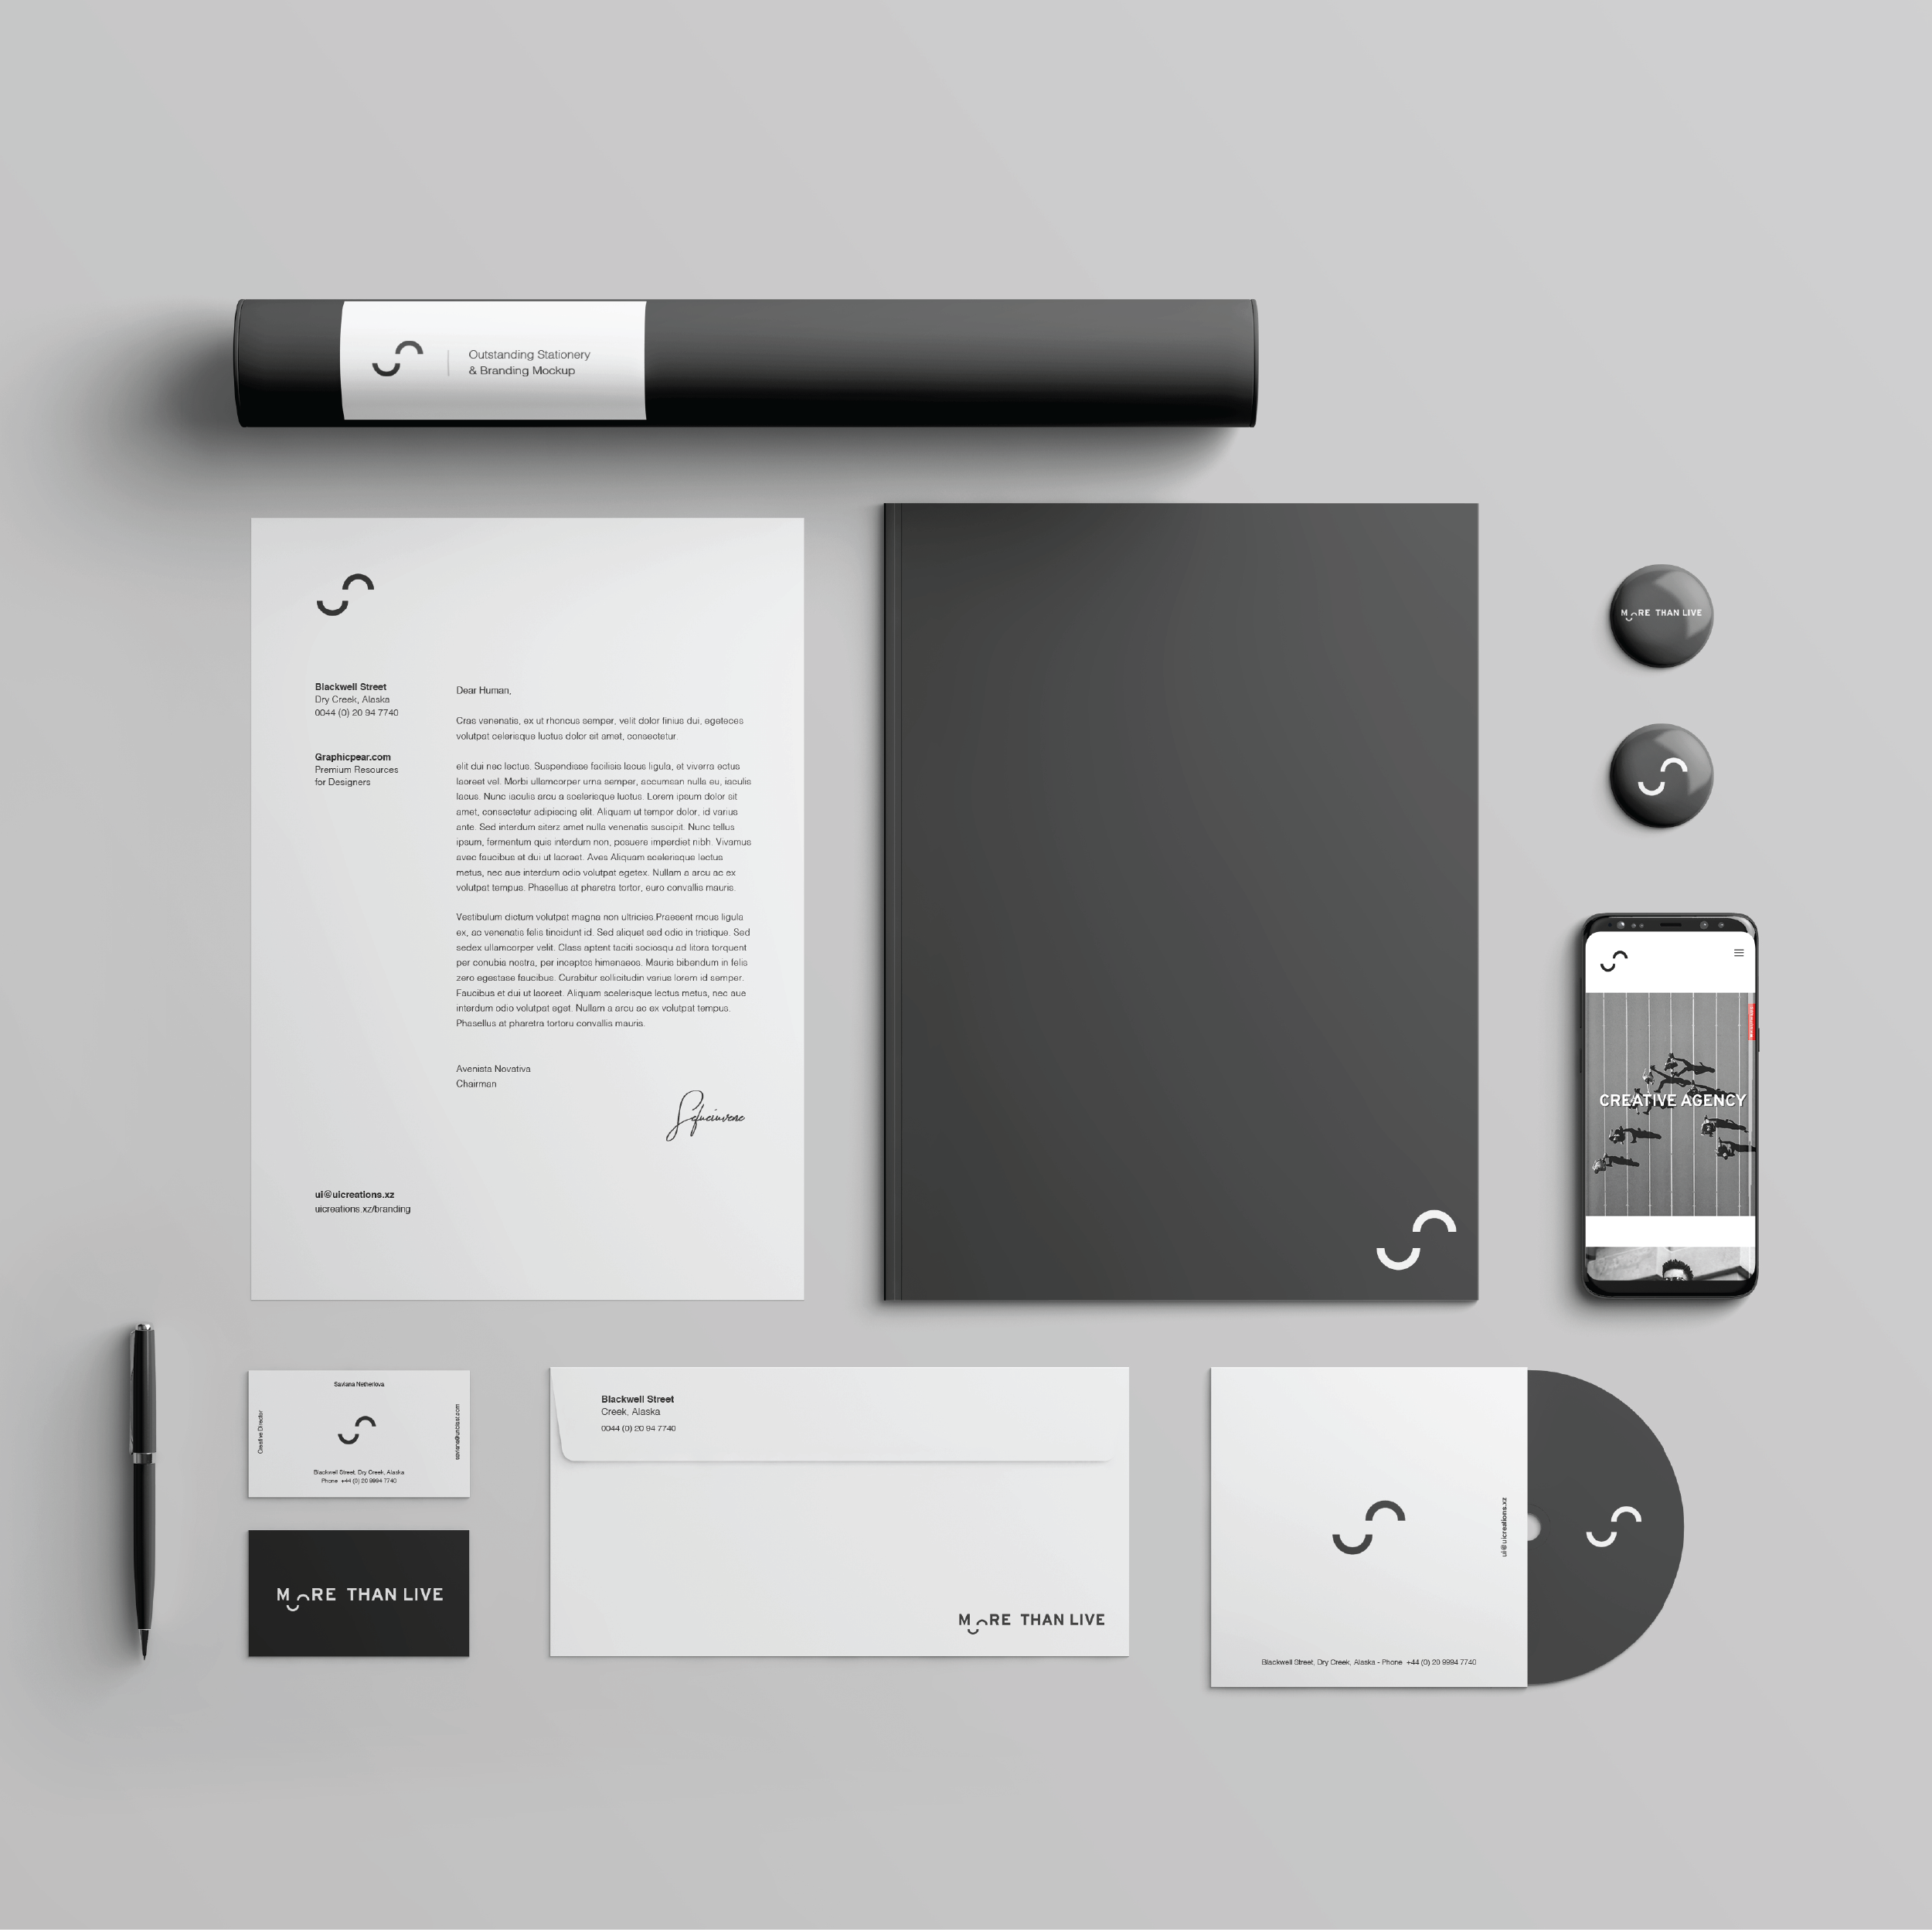 Outstanding Stationery
& Branding Mockup
Blackwell Street
Dry Creek, Alaska
0044 (0) 20 94 7740
Graphicpear.com
Premium Resources
for Designers
Dear Human,
Cras venenatis, ex ut rhoncus semper, velit dolor finius dui, egeteces
volutpat celerisque luctus dolor sit amet, consectetur.
elit dui nec lectus. Suspendisse facilisis lacus ligula, et viverra ectus
laoreet vel. Morbi ullamcorper urna semper, accumsan nulla eu, iaculis
lacus. Nunc iaculis arcu a scelerisque luctus. Lorem ipsum dolor sit
amet, consectetur adipiscing elit. Aliquam ut tempor dolor, id varius
ante. Sed interdum siterz amet nulla venenatis suscipit. Nunc tellus
ipsum, fermentum quis interdum non, posuere imperdiet nibh. Vivamus
avec faucibus et dui ut laoreet. Aves Aliquam scelerisque lectus
metus, nec aue interdum odio volutpat egetex. Nullam a arcu ac ex
volutpat tempus. Phasellus at pharetra tortor, euro convallis mauris.
Vestibulum dictum volutpat magna non ultricies.Praesent rncus ligula
ex, ac venenatis felis tincidunt id. Sed aliquet sed odio in tristique. Sed
sedex ullamcorper velit. Class aptent taciti sociosqu ad litora torquent
per conubia nostra, per inceptos himenaeos. Mauris bibendum in felis
zero egestase faucibus. Curabitur sollicitudin varius lorem id semper.
Faucibus et dui ut laoreet. Aliquam scelerisque lectus metus, nec aue
interdum odio volutpat eget. Nullam a arcu ac ex volutpat tempus.
Phasellus at pharetra tortoru convallis mauris.
Avenista Novativa
Chairman
ui@uicreations.xz
uicreations.xz/branding
MORE THAN LIVE
CREATIVE AGENCY
Saviana Netherlova
Creative Director
Blackwell Street, Dry Creek, Alaska
Phone +44 (0) 20 9994 7740
MORE THAN LIVE
Blackwell Street
Creek, Alaska
0044 (0) 20 94 7740
MORE THAN LIVE
ui@uicreations.xz
Blackwell Street, Dry Creek, Alaska - Phone +44 (0) 20 9994 7740